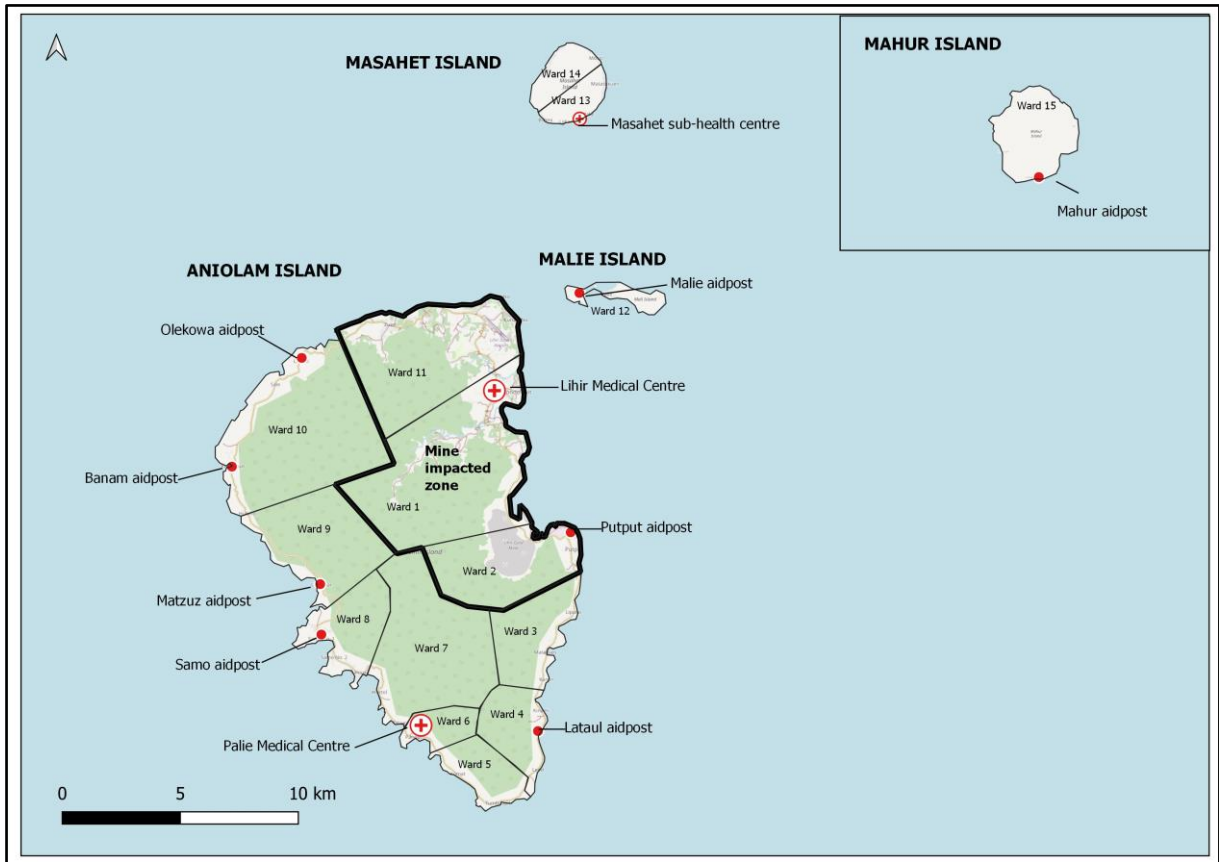 MAHUR ISLAND
MASAHET ISLAND
Ward 14
Ward 13
Masahet sub-health centre
Ward 15
Mahur aidpost
ANIOLAM ISLAND
MALIE ISLAND
Malie aidpost
Ward 12
Olekowa aidpost
Ward 11
Lihir Medical Centre
Ward 10
Mine
impacted
zone
Banam aidpost
Ward 1
Ward 9
Putput aidpost
Ward 2
Matzuz aidpost
Ward 8
Ward 3
Ward 7
Samo aidpost
Ward 6
Ward 4
Lataul aidpost
Palie Medical Centre
Ward 5
0 5 10 km